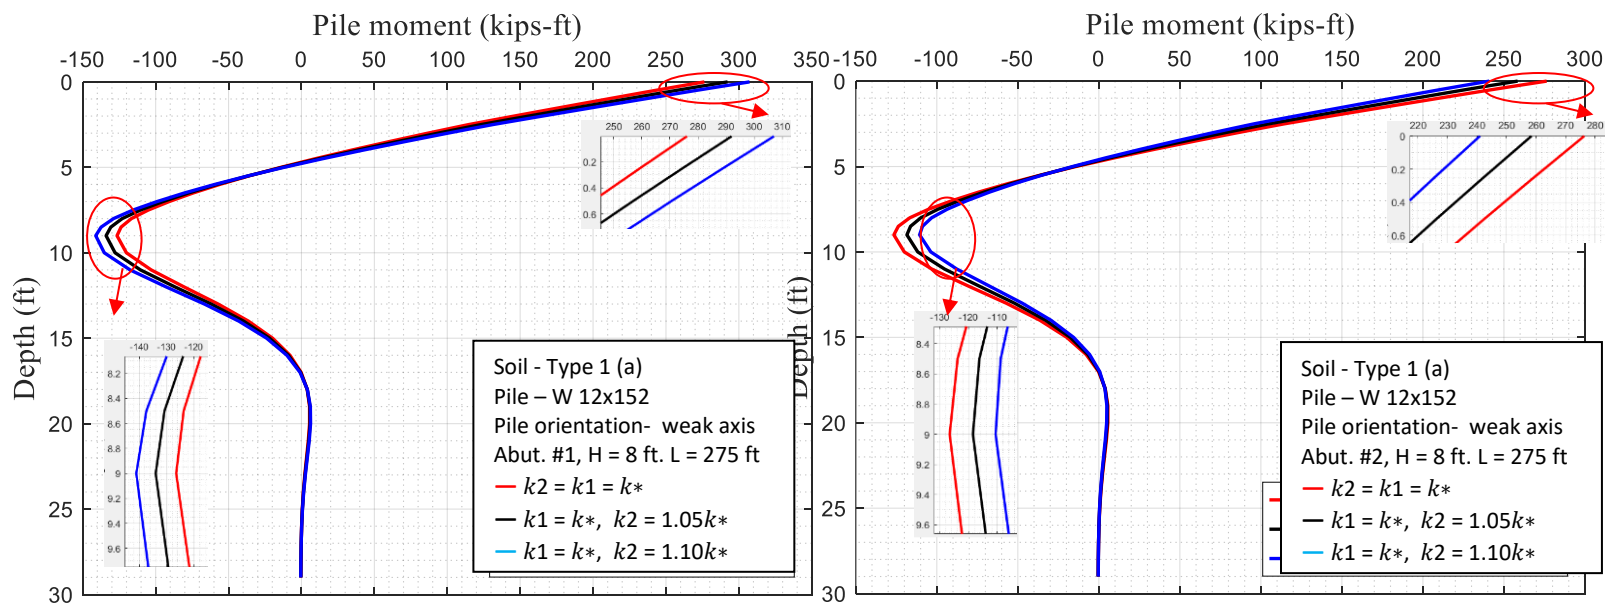 Pile moment (kips-ft)
-150 -100 -50 0 50 100 150 200 250 300 350
0
5
10
15
20
25
30
Depth (ft)
250 260 270 280 290 300 310
0.2
0.4
0.6
-140 -130 -120
8.2
8.4
8.6
8.8
9
9.2
9.4
9.6
Soil - Type 1 (a)
Pile – W 12x152
Pile orientation- weak axis
Abut. #1, H = 8 ft. L = 275 ft
k2 = k1 = k*
k1 = k*, k2 = 1.05k*
k1 = k*, k2 = 1.10k*
Pile moment (kips-ft)
-150 -100 -50 0 50 100 150 200 250 300
0
5
10
15
20
25
30
Depth (ft)
220 230 240 250 260 270 280
0
0.2
0.4
0.6
-130 -120 -110
8.4
8.6
8.8
9
9.2
9.4
9.6
Soil - Type 1 (a)
Pile – W 12x152
Pile orientation- weak axis
Abut. #2, H = 8 ft. L = 275 ft
k2 = k1 = k*
k1 = k*, k2 = 1.05k*
k1 = k*, k2 = 1.10k*